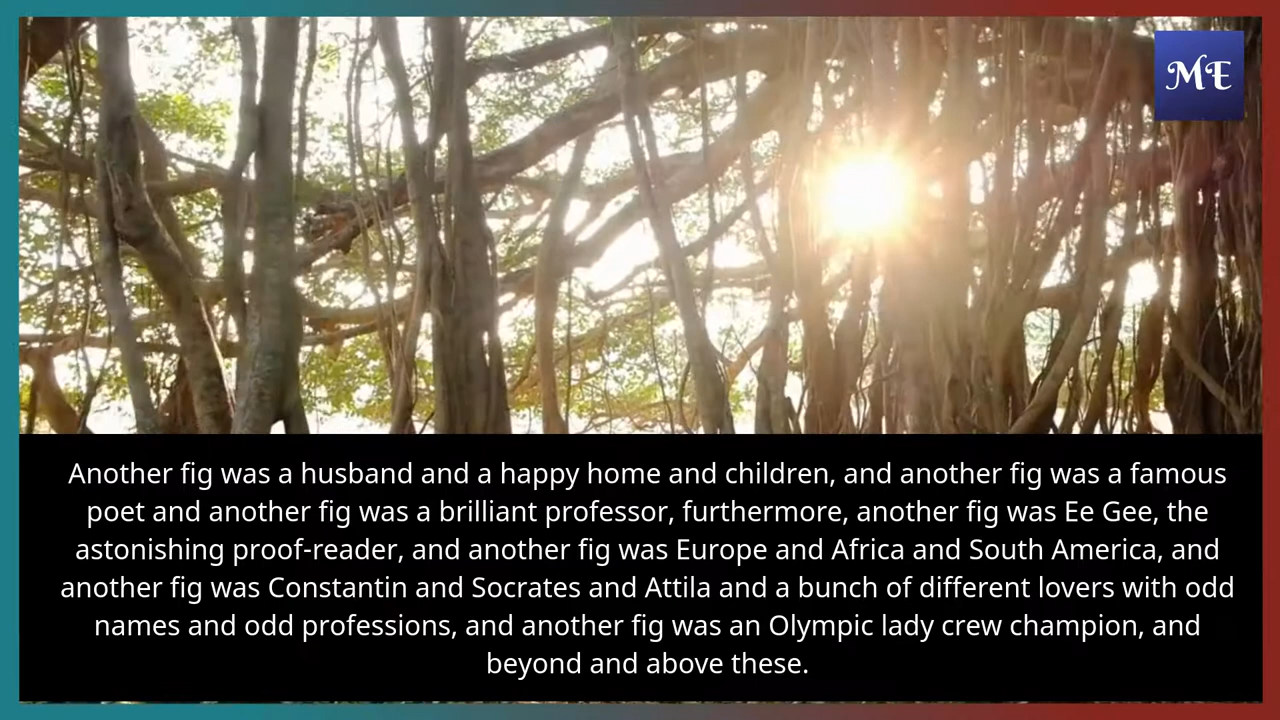 ME
Another fig was a husband and a happy home and children, and another fig was a famous
poet and another fig was a brilliant professor, furthermore, another fig was Ee Gee, the
astonishing proof-reader, and another fig was Europe and Africa and South America, and
another fig was Constantin and Socrates and Attila and a bunch of different lovers with odd
names and odd professions, and another fig was an Olympic lady crew champion, and
beyond and above these.